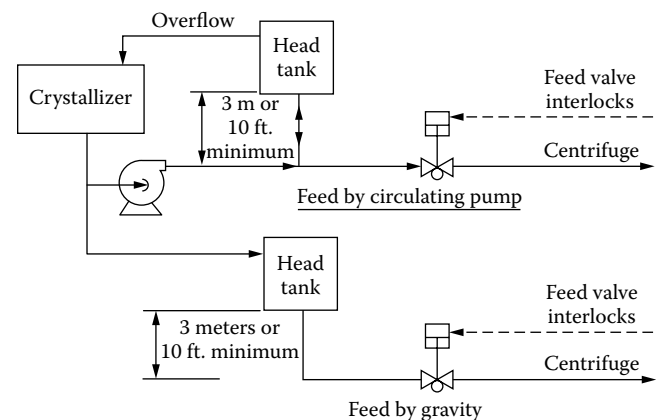 Overflow
Head
tank
Crystallizer
3 m or
10 ft.
minimum
Feed valve
interlocks
Centrifuge
Feed by circulating pump
Head
tank
3 meters or
10 ft. minimum
Feed valve
interlocks
Centrifuge
Feed by gravity